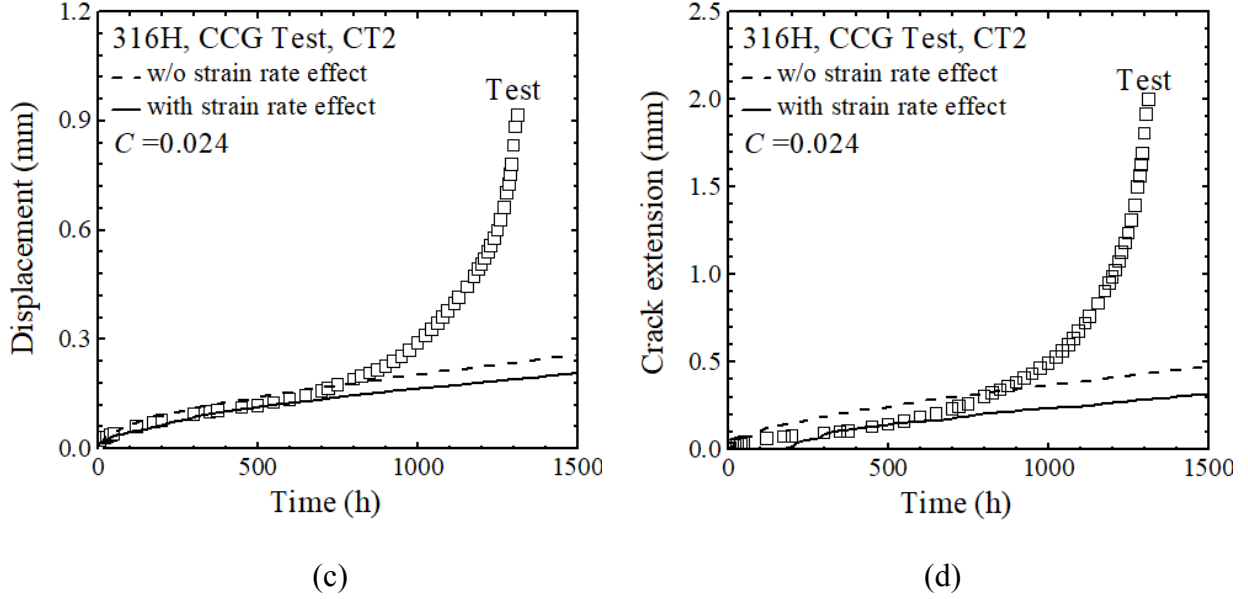 316H, CCG Test, CT2
w/o strain rate effect
with strain rate effect
C =0.024
Test
Displacement (mm)
1.2
0.9
0.6
0.3
0.0
0 500 1000 1500
Time (h)
(c)
316H, CCG Test, CT2
w/o strain rate effect
with strain rate effect
C =0.024
Test
Crack extension (mm)
2.5
2.0
1.5
1.0
0.5
0.0
0 500 1000 1500
Time (h)
(d)